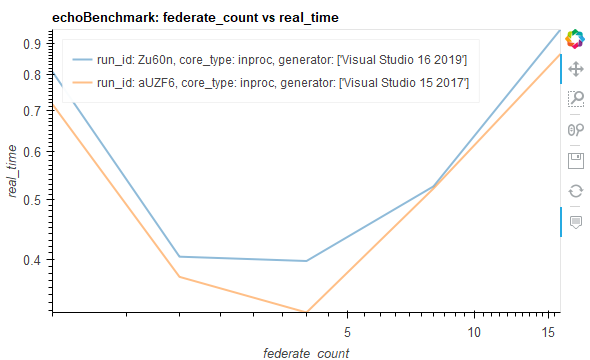 echoBenchmark: federate_count vs real_time
run_id: Zu60n, core_type: inproc, generator: ['Visual Studio 16 2019']
run_id: aUZF6, core_type: inproc, generator: ['Visual Studio 15 2017']
0.9
0.8
0.7
0.6
0.5
0.4
real_time
5
10
15
federate_count